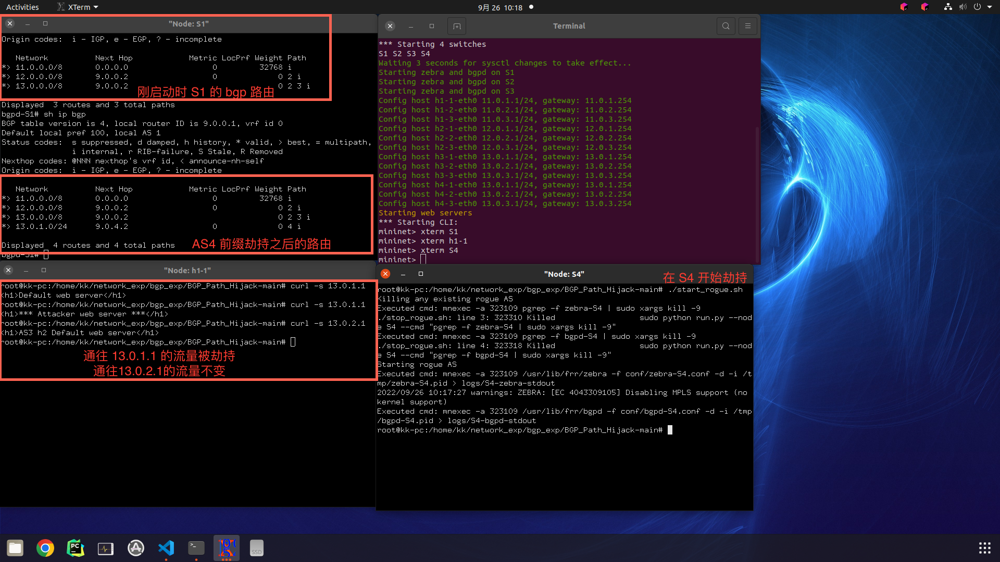 Activities
XTerm
9月 26 10:18
"Node: S1"
Origin codes:  i - IGP, e - EGP, ? - incomplete
Network          Next Hop            Metric LocPrf Weight Path
*> 11.0.0.0/8       0.0.0.0                  0         32768 i
*> 12.0.0.0/8       9.0.0.2                  0             0 2 i
*> 13.0.0.0/8       9.0.0.2                                0 2 3 i
刚启动时 S1 的 bgp 路由
Displayed  3 routes and 3 total paths
bgpd-S1# sh ip bgp
BGP table version is 4, local router ID is 9.0.0.1, vrf id 0
Default local pref 100, local AS 1
Status codes:  s suppressed, d damped, h history, * valid, > best, = multipath,
i internal, r RIB-failure, S Stale, R Removed
Nexthop codes: @NNN nexthop's vrf id, < announce-nh-self
Origin codes:  i - IGP, e - EGP, ? - incomplete
Network          Next Hop            Metric LocPrf Weight Path
*> 11.0.0.0/8       0.0.0.0                  0         32768 i
*> 12.0.0.0/8       9.0.0.2                  0             0 2 i
*> 13.0.0.0/8       9.0.0.2                                0 2 3 i
*> 13.0.1.0/24      9.0.4.2                  0             0 4 i
Displayed  4 routes and 4 total paths
AS4 前缀劫持之后的路由
bgpd-S1#
Terminal
*** Starting 4 switches
S1 S2 S3 S4
Waiting 3 seconds for sysctl changes to take effect...
Starting zebra and bgpd on S1
Starting zebra and bgpd on S2
Starting zebra and bgpd on S3
Config host h1-1-eth0 11.0.1.1/24, gateway: 11.0.1.254
Config host h1-2-eth0 11.0.2.1/24, gateway: 11.0.2.254
Config host h1-3-eth0 11.0.3.1/24, gateway: 11.0.3.254
Config host h2-1-eth0 12.0.1.1/24, gateway: 12.0.1.254
Config host h2-2-eth0 12.0.2.1/24, gateway: 12.0.2.254
Config host h2-3-eth0 12.0.3.1/24, gateway: 12.0.3.254
Config host h3-1-eth0 13.0.1.1/24, gateway: 13.0.1.254
Config host h3-2-eth0 13.0.2.1/24, gateway: 13.0.2.254
Config host h3-3-eth0 13.0.3.1/24, gateway: 13.0.3.254
Config host h4-1-eth0 13.0.1.1/24, gateway: 13.0.1.254
Config host h4-2-eth0 13.0.2.1/24, gateway: 13.0.2.254
Config host h4-3-eth0 13.0.3.1/24, gateway: 13.0.3.254
Starting web servers
*** Starting CLI:
mininet> xterm S1
mininet> xterm h1-1
mininet> xterm S4
mininet>
"Node: h1-1"
root@kk-pc:/home/kk/network_exp/bgp_exp/BGP_Path_Hijack-main# curl -s 13.0.1.1
<h1>Default web server</h1>
root@kk-pc:/home/kk/network_exp/bgp_exp/BGP_Path_Hijack-main# curl -s 13.0.1.1
<h1>*** Attacker web server ***</h1>
root@kk-pc:/home/kk/network_exp/bgp_exp/BGP_Path_Hijack-main# curl -s 13.0.2.1
<h1>AS3 h2 Default web server</h1>
root@kk-pc:/home/kk/network_exp/bgp_exp/BGP_Path_Hijack-main#
通往 13.0.1.1 的流量被劫持
通往13.0.2.1的流量不变
"Node: S4"
在 S4 开始劫持
root@kk-pc:/home/kk/network_exp/bgp_exp/BGP_Path_Hijack-main# ./start_rogue.sh
Killing any existing rogue AS
Executed cmd: mnexec -a 323109 pgrep -f zebra-S4 | sudo xargs kill -9
./stop_rogue.sh: line 3: 323310 Killed                  sudo python run.py --nod
e S4 --cmd "pgrep -f zebra-S4 | sudo xargs kill -9"
Executed cmd: mnexec -a 323109 pgrep -f bgpd-S4 | sudo xargs kill -9
./stop_rogue.sh: line 4: 323318 Killed                  sudo python run.py --nod
e S4 --cmd "pgrep -f bgpd-S4 | sudo xargs kill -9"
Starting rogue AS
Executed cmd: mnexec -a 323109 /usr/lib/frr/zebra -f conf/zebra-S4.conf -d -i /t
mp/zebra-S4.pid > logs/S4-zebra-stdout
2022/09/26 10:17:27 warnings: ZEBRA: [EC 4043309105] Disabling MPLS support (no
kernel support)
Executed cmd: mnexec -a 323109 /usr/lib/frr/bgpd -f conf/bgpd-S4.conf -d -i /tmp
/bgpd-S4.pid > logs/S4-bgpd-stdout
root@kk-pc:/home/kk/network_exp/bgp_exp/BGP_Path_Hijack-main#
PC
SSD